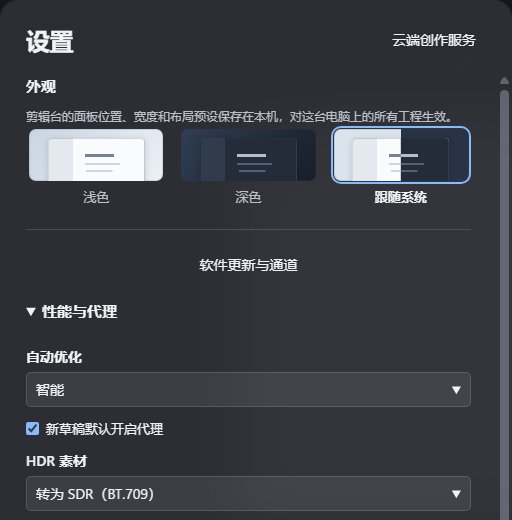 设置
云端创作服务
外观
剪辑台的面板位置、宽度和布局预设保存在本机，对这台电脑上的所有工程生效。
浅色
深色
跟随系统
软件更新与通道
▼ 性能与代理
自动优化
智能
新草稿默认开启代理
HDR 素材
转为 SDR（BT.709）